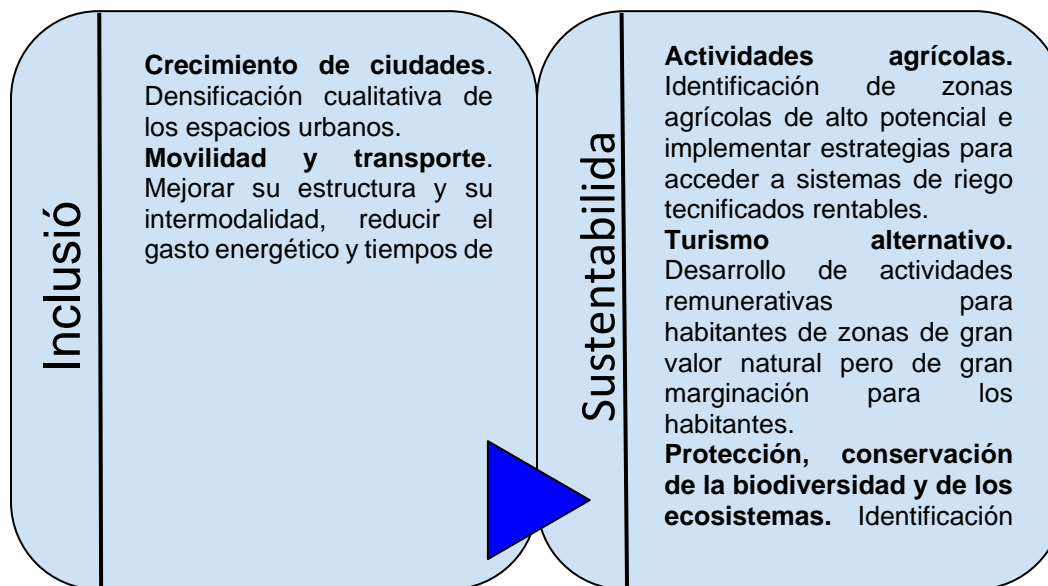 Inclusió
Crecimiento de ciudades.
Densificación cualitativa de
los espacios urbanos.
Movilidad y transporte.
Mejorar su estructura y su
intermodalidad, reducir el
gasto energético y tiempos de
Sustentabilida
Actividades agrícolas.
Identificación de zonas
agrícolas de alto potencial e
implementar estrategias para
acceder a sistemas de riego
tecnificados rentables.
Turismo alternativo.
Desarrollo de actividades
remunerativas para
habitantes de zonas de gran
valor natural pero de gran
marginación para los
habitantes.
Protección, conservación
de la biodiversidad y de los
ecosistemas. Identificación